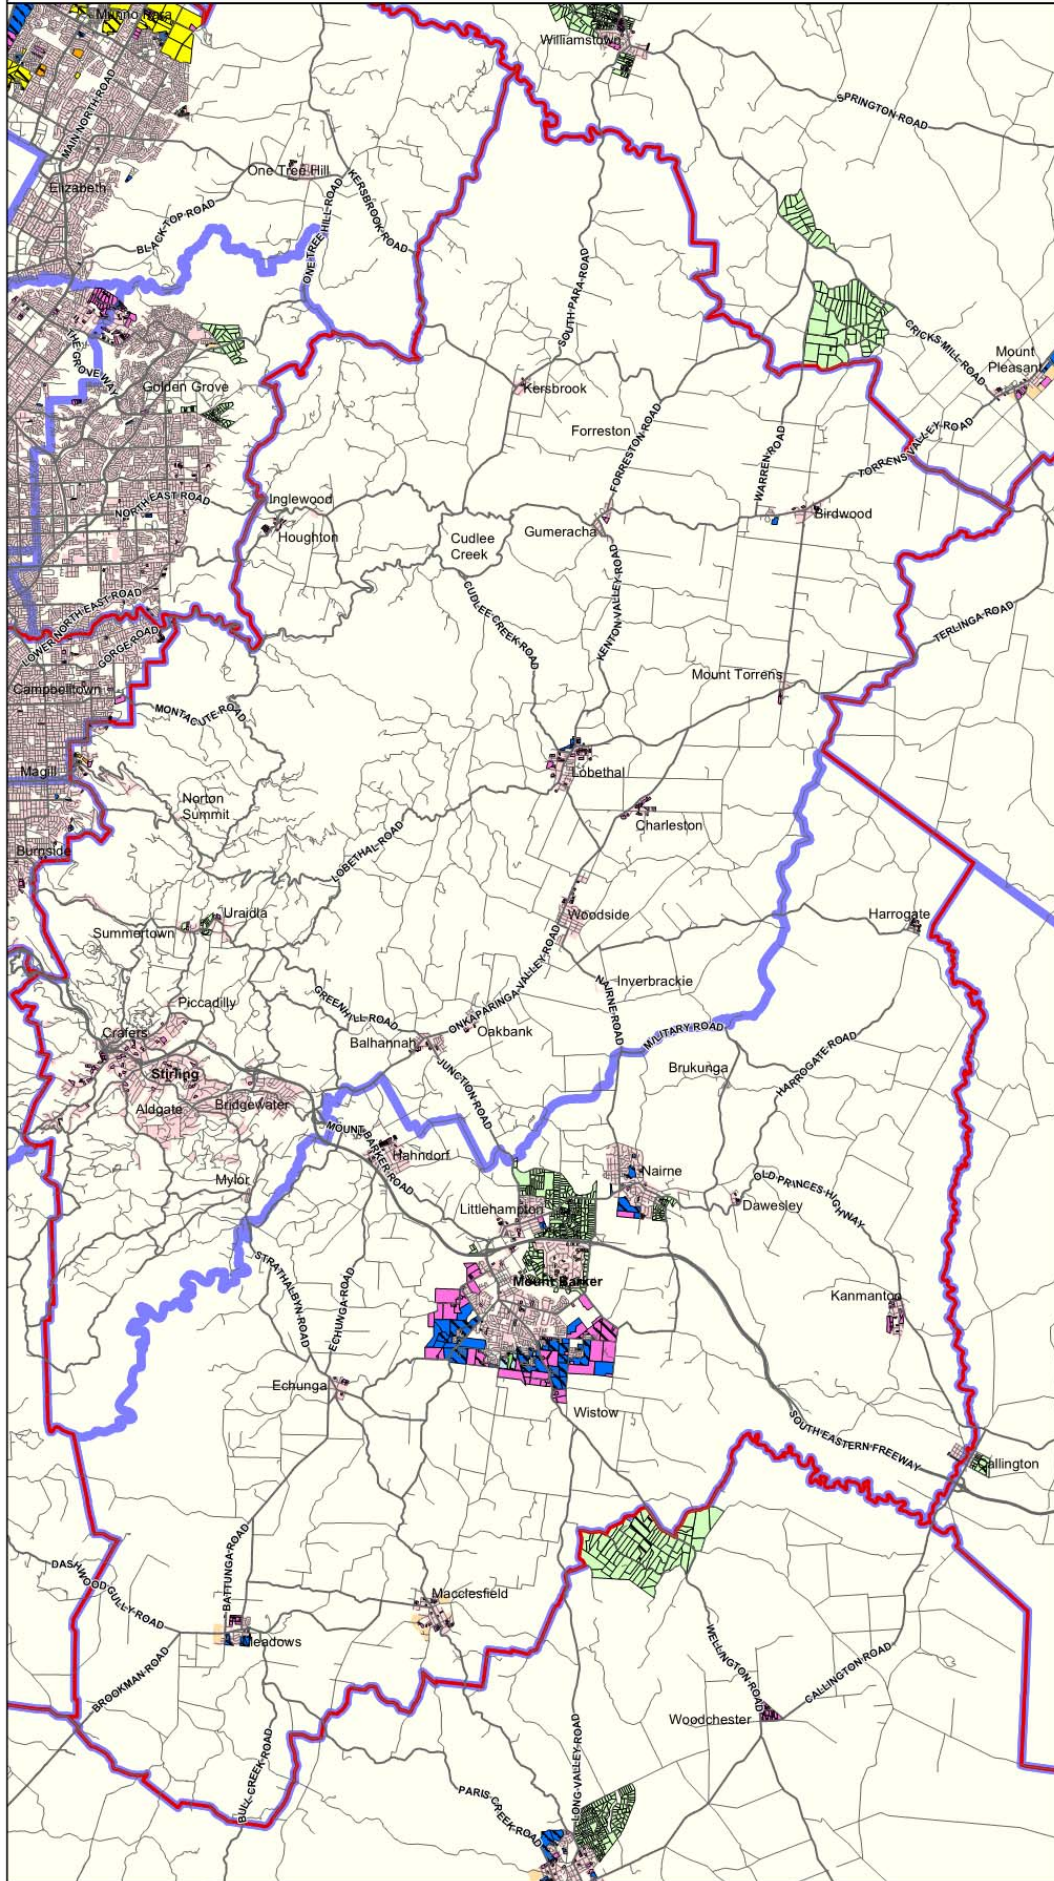 Munno Para
Williamstown
SPRINGTON ROAD
MAIN NORTH ROAD
One Tree Hill
KERSBROOK ROAD
Elizabeth
BLACK TOP ROAD
ONE TREE HILL ROAD
SOUTH PARA ROAD
THE GROVE WAY
CRICKS MILL ROAD
Mount
Pleasant
Golden Grove
Kersbrook
Forreston
FORRESTON ROAD
WARREN ROAD
TORRENS VALLEY ROAD
NORTH EAST ROAD
Inglewood
Houghton
Cudlee
Creek
Gumeracha
Birdwood
LOWER NORTH EAST ROAD
GORGE ROAD
CUDLEE CREEK ROAD
KENTON VALLEY ROAD
TERLINGA ROAD
Campbelltown
MONTACUTE ROAD
Mount Torrens
Magill
Lobethal
Norton
Summit
Charleston
Burnside
LOBETHAL ROAD
Uraidla
Summertown
Woodside
Harrogate
ONKAPARINGA VALLEY ROAD
NAIRNE ROAD
Inverbrackie
Piccadilly
GREENHILL ROAD
Crafers
Balhannah
Oakbank
MILITARY ROAD
Stirling
JUNCTION ROAD
Brukunga
HARROGATE ROAD
Aldgate
Bridgewater
MOUNT BARKER ROAD
Hahndorf
Nairne
Mylor
OLD PRINCES HIGHWAY
Littlehampton
Dawesley
STRATHALBYN ROAD
ECHUNGA ROAD
Mount Barker
Kanmantoo
Echunga
Wistow
SOUTH EASTERN FREEWAY
Callington
DASHWOOD GULLY ROAD
BATTUNGA ROAD
Macclesfield
Meadows
BROOKMAN ROAD
WELLINGTON ROAD
CALLINGTON ROAD
Woodchester
BULL CREEK ROAD
PARIS CREEK ROAD
LONG VALLEY ROAD